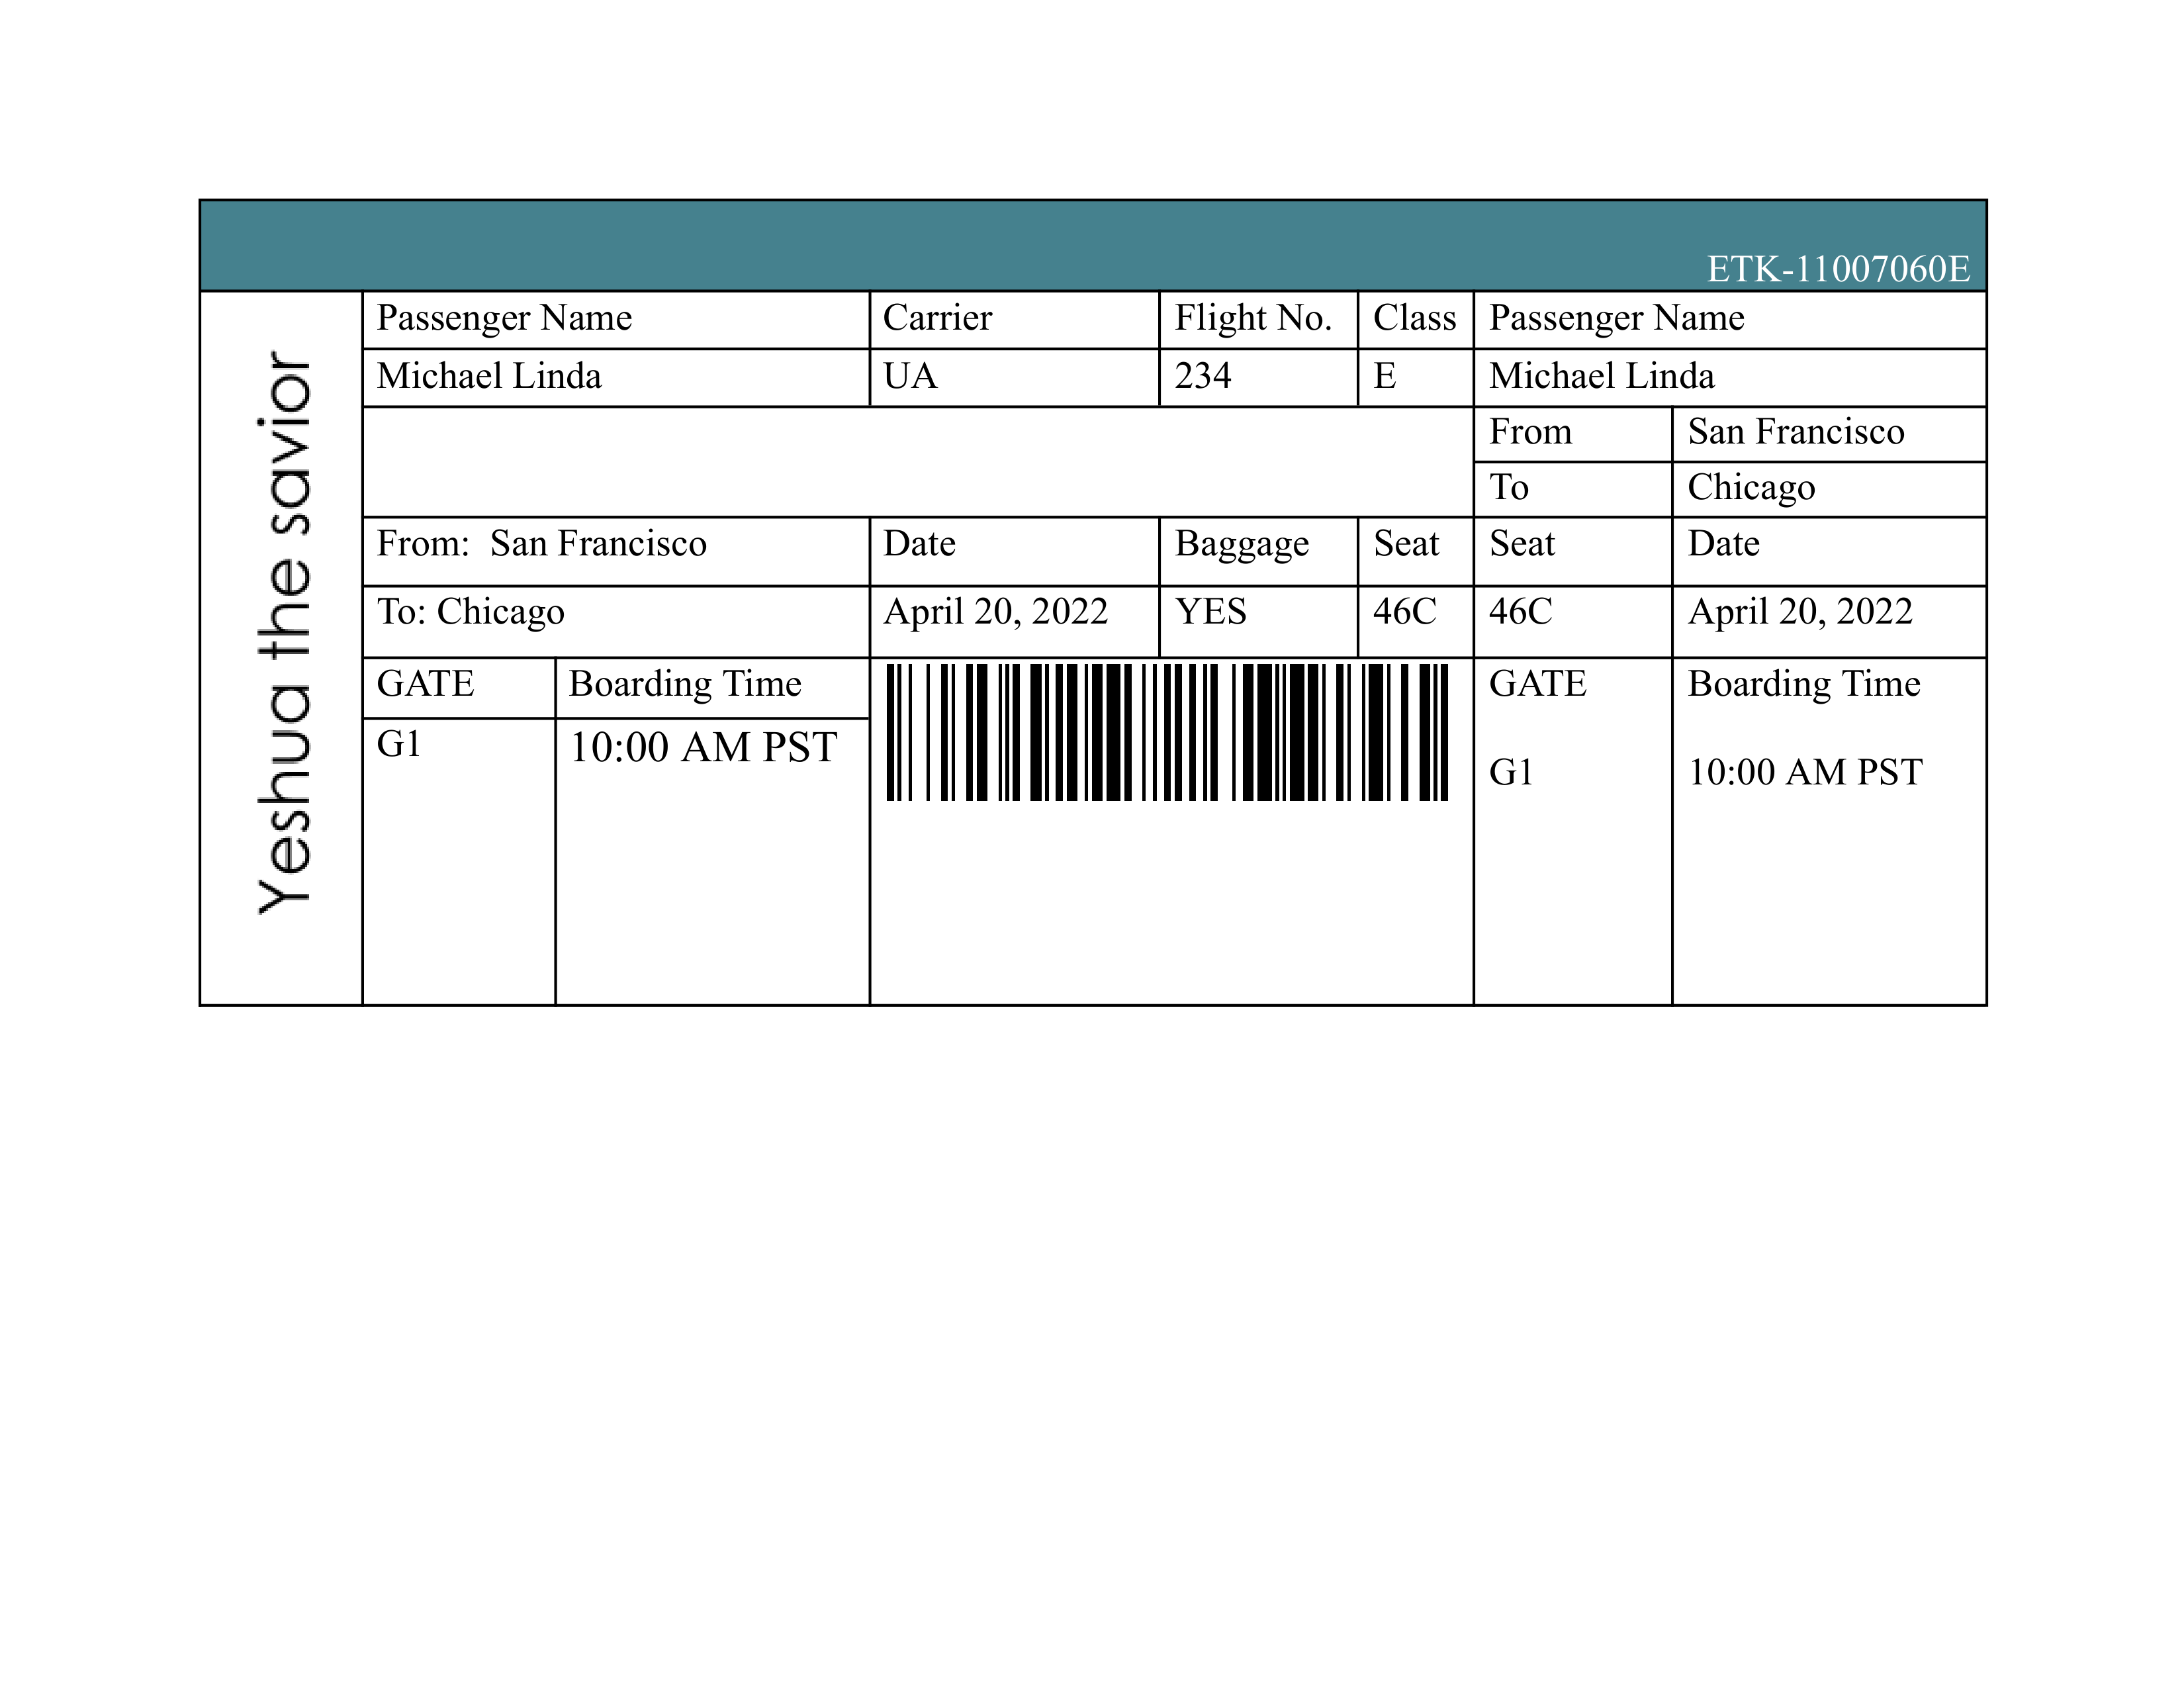 ETK-11007060E
Yeshua the savior
Passenger Name Carrier Flight No. Class Passenger Name
Michael Linda UA 234 E Michael Linda
From San Francisco
To Chicago
From: San Francisco Date Baggage Seat Seat Date
To: Chicago April 20, 2022 YES 46C 46C April 20, 2022
GATE Boarding Time GATE Boarding Time
G1 10:00 AM PST G1 10:00 AM PST